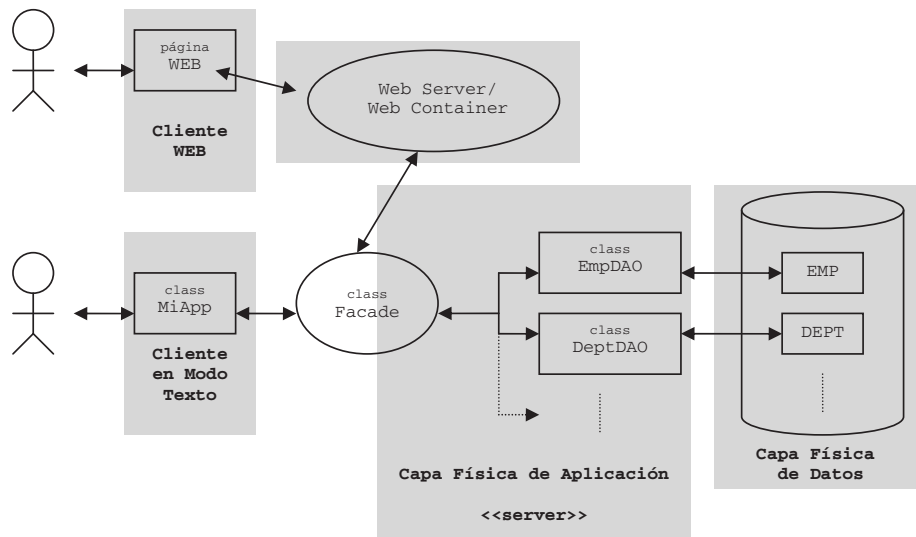 página
WEB
Cliente
WEB
Web Server/
Web Container
class
MiApp
Cliente
en Modo
Texto
class
Facade
class
EmpDAO
class
DeptDAO
EMP
DEPT
Capa Física de Aplicación
<<server>>
Capa Física
de Datos